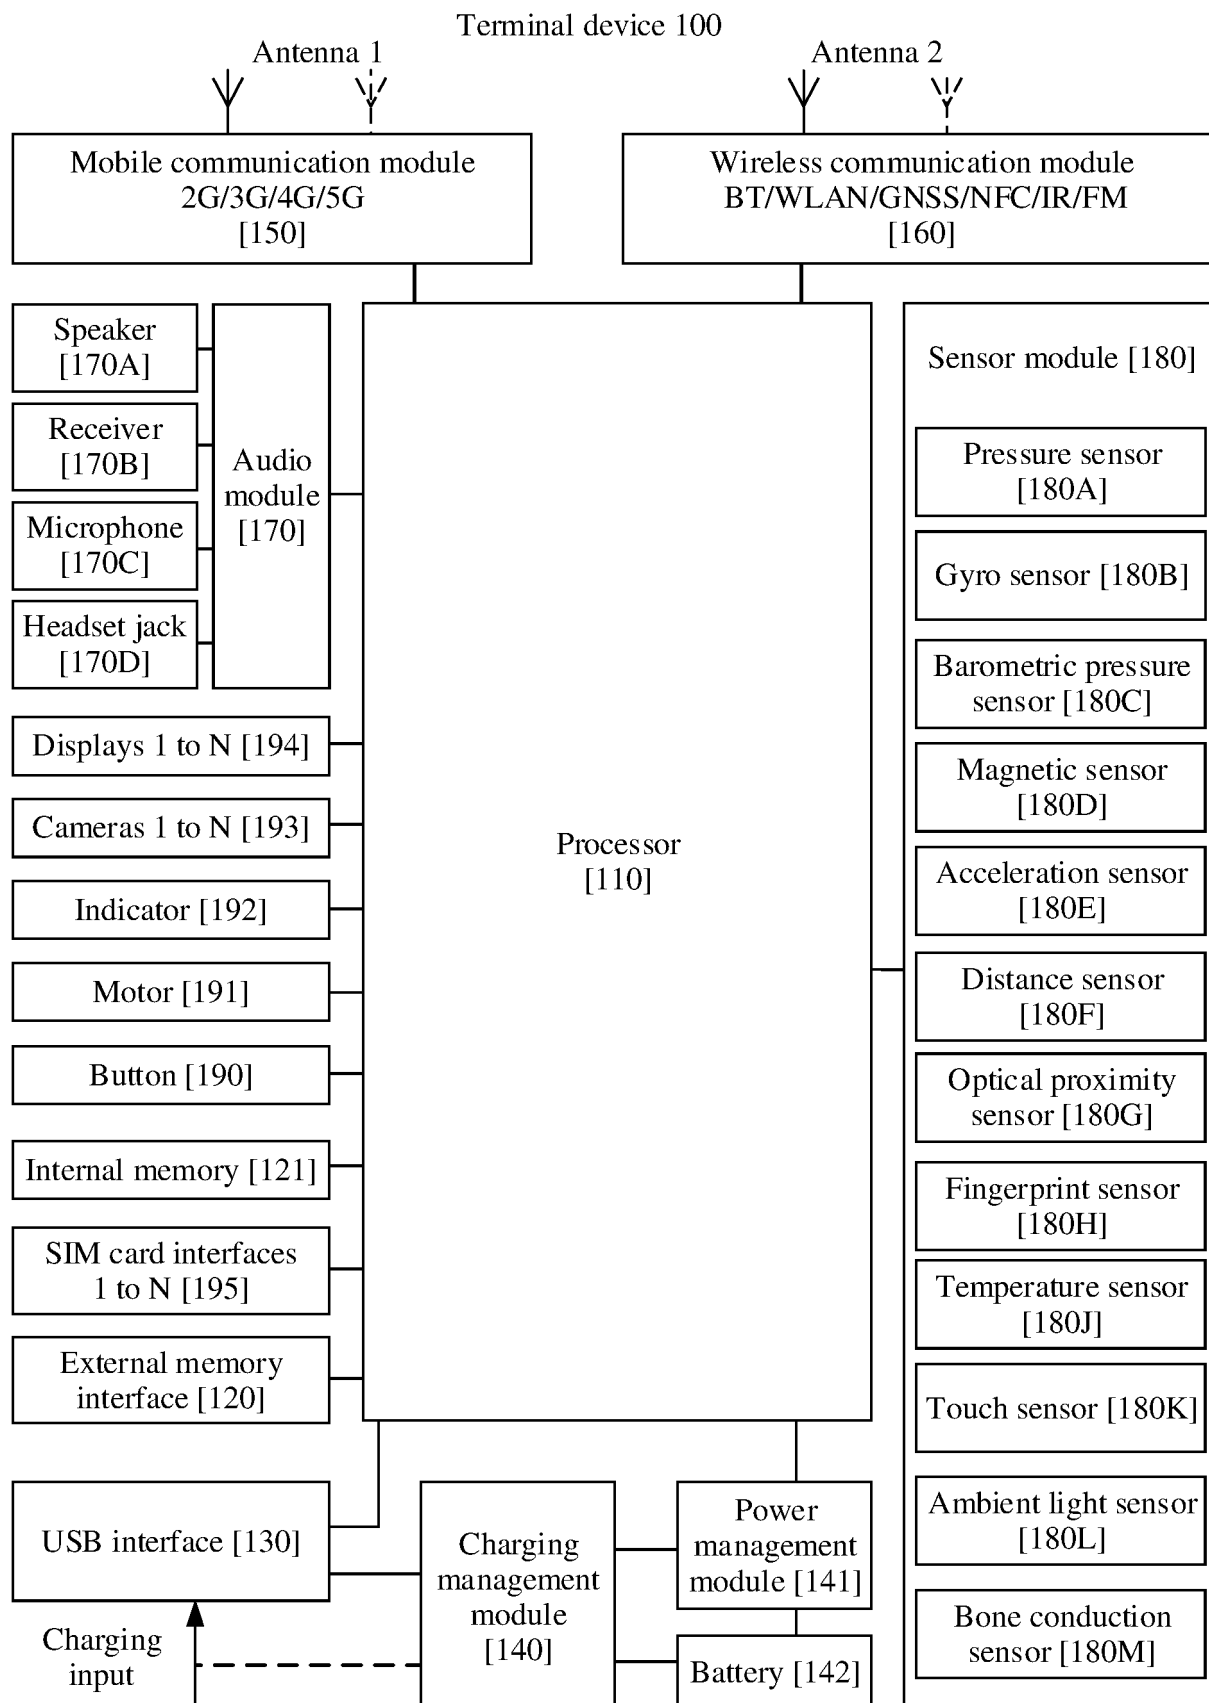 Terminal device 100
Antenna 1
Antenna 2
Mobile communication module
2G/3G/4G/5G
[150]
Wireless communication module
BT/WLAN/GNSS/NFC/IR/FM
[160]
Speaker
[170A]
Receiver
[170B]
Microphone
[170C]
Headset jack
[170D]
Audio
module
[170]
Displays 1 to N [194]
Cameras 1 to N [193]
Indicator [192]
Motor [191]
Button [190]
Internal memory [121]
SIM card interfaces
1 to N [195]
External memory
interface [120]
Processor
[110]
Sensor module [180]
Pressure sensor
[180A]
Gyro sensor [180B]
Barometric pressure
sensor [180C]
Magnetic sensor
[180D]
Acceleration sensor
[180E]
Distance sensor
[180F]
Optical proximity
sensor [180G]
Fingerprint sensor
[180H]
Temperature sensor
[180J]
Touch sensor [180K]
Ambient light sensor
[180L]
Bone conduction
sensor [180M]
USB interface [130]
Charging
input
Charging
management
module
[140]
Power
management
module [141]
Battery [142]